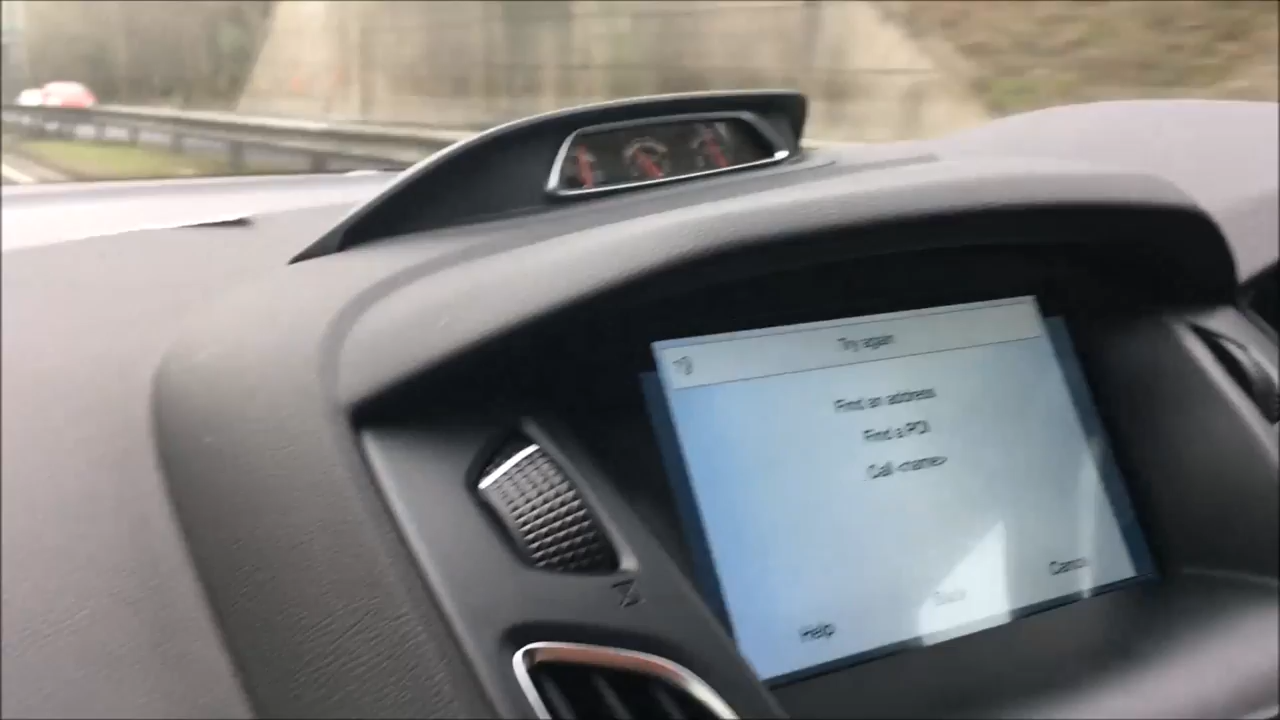 Try again
Find an address
Find a POI
Call <name>
Cancel
Help